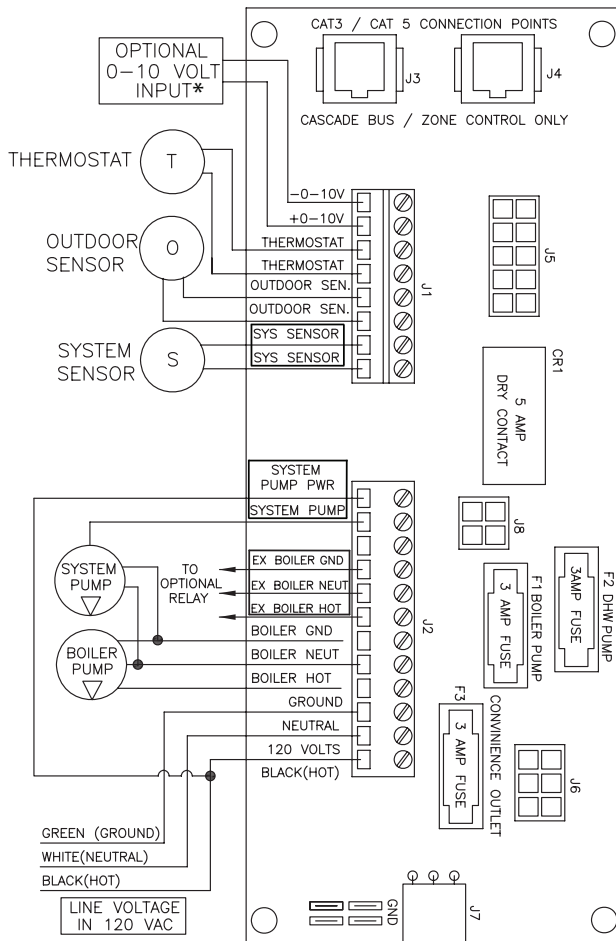 CAT3 / CAT 5 CONNECTION POINTS
J3
J4
CASCADE BUS / ZONE CONTROL ONLY
OPTIONAL
0-10 VOLT
INPUT*
THERMOSTAT
T
OUTDOOR
SENSOR
O
SYSTEM
SENSOR
S
-0-10V
+0-10V
THERMOSTAT
THERMOSTAT
OUTDOOR SEN.
OUTDOOR SEN.
SYS SENSOR
SYS SENSOR
J1
J5
CR1
5 AMP
DRY CONTACT
SYSTEM
PUMP PWR
SYSTEM PUMP
J8
SYSTEM
PUMP
TO
OPTIONAL
RELAY
EX BOILER GND
EX BOILER NEUT
EX BOILER HOT
BOILER
PUMP
BOILER GND
BOILER NEUT
BOILER HOT
GROUND
NEUTRAL
120 VOLTS
BLACK(HOT)
J2
F1 BOILER PUMP
3 AMP FUSE
F2 DHW PUMP
3AMP FUSE
F3
3 AMP FUSE
CONVINIENCE OUTLET
J6
GREEN (GROUND)
WHITE(NEUTRAL)
BLACK(HOT)
LINE VOLTAGE
IN 120 VAC
GND
J7